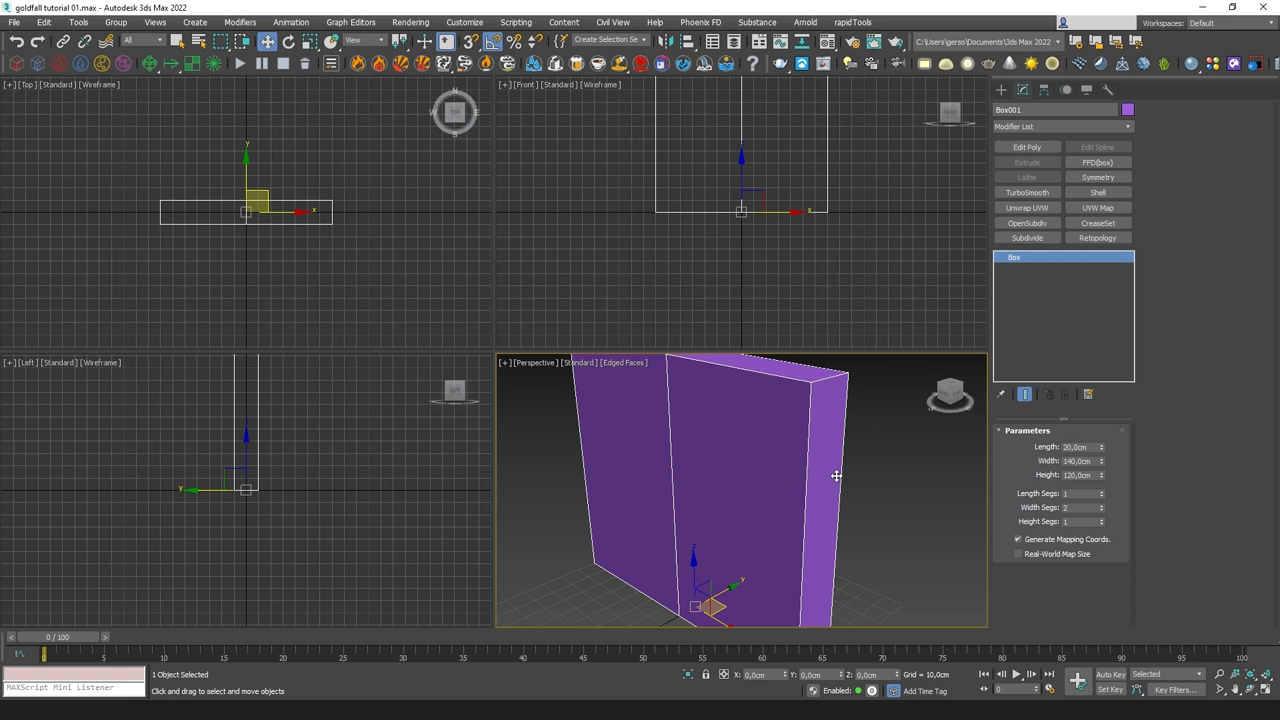 goldfall tutorial 01.max - Autodesk 3ds Max 2022
File Edit Tools Group Views Create Modifiers Animation Graph Editors Rendering Customize Scripting Content Civil View Help Phoenix FD Substance Arnold rapidTools
Workspaces: Default
All View Create Selection Se C:\Users\gerso\Documents\3ds Max 2022
[+] [Top] [Standard] [Wireframe]
[+] [Front] [Standard] [Wireframe]
N
W TOP E
S
FRONT
y
x
z
x
Box001
Modifier List
Edit Poly Edit Spline
Extrude FFD(box)
Lathe Symmetry
TurboSmooth Shell
Unwrap UVW UVW Map
OpenSubdiv CreaseSet
Subdivide Retopology
Box
[+] [Left] [Standard] [Wireframe]
[+] [Perspective] [Standard] [Edged Faces]
LEFT
y
z
y
Parameters
Length: 20,0cm
Width: 140,0cm
Height: 120,0cm
Length Segs: 1
Width Segs: 2
Height Segs: 1
Generate Mapping Coords.
Real-World Map Size
< 0 / 100 >
0 5 10 15 20 25 30 35 40 45 50 55 60 65 70 75 80 85 90 95 100
1 Object Selected
X: 0,0cm Y: 0,0cm Z: 0,0cm Grid = 10,0cm
Auto Key Selected
MAXScript Mini Listener
Click and drag to select and move objects
Enabled: Add Time Tag
0
Set Key Key Filters...